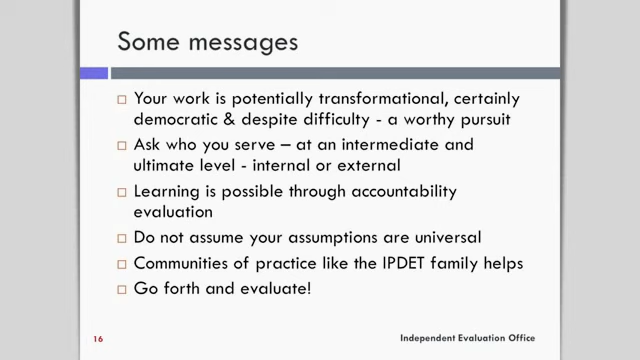 Some messages
Your work is potentially transformational, certainly
democratic & despite difficulty - a worthy pursuit
Ask who you serve – at an intermediate and
ultimate level - internal or external
Learning is possible through accountability
evaluation
Do not assume your assumptions are universal
Communities of practice like the IPDET family helps
Go forth and evaluate!
16
Independent Evaluation Office